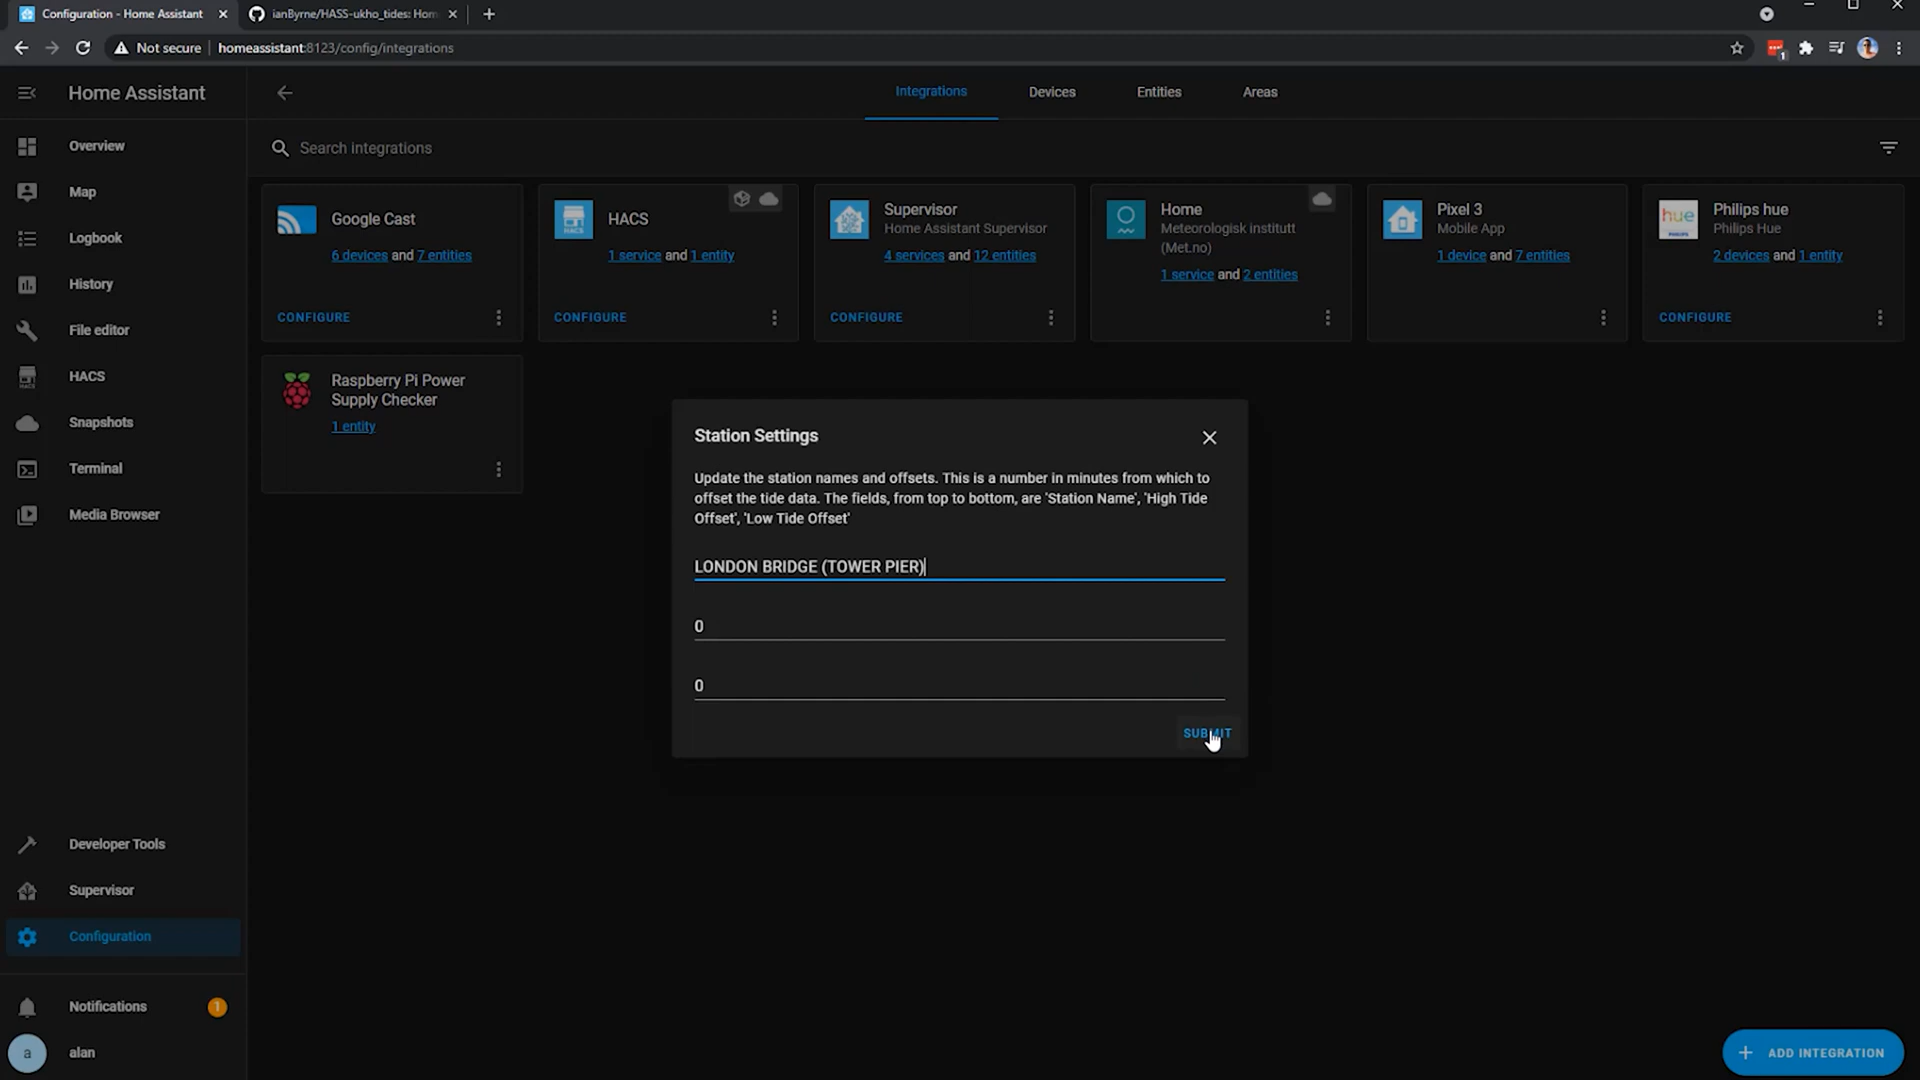 Configuration - Home Assistant
ianByrne/HASS-ukho_tides: Hom
Not secure
homeassistant:8123/config/integrations
1
Home Assistant
Integrations
Devices
Entities
Areas
Overview
Map
Logbook
History
File editor
HACS
Snapshots
Terminal
Media Browser
Developer Tools
Supervisor
Configuration
Notifications
1
a
alan
Search integrations
Google Cast
6 devices and 7 entities
CONFIGURE
HACS
HACS
1 service and 1 entity
CONFIGURE
Supervisor
Home Assistant Supervisor
4 services and 12 entities
CONFIGURE
Home
Meteorologisk institutt
(Met.no)
1 service and 2 entities
Pixel 3
Mobile App
1 device and 7 entities
hue
PHILIPS
Philips hue
Philips Hue
2 devices and 1 entity
CONFIGURE
Raspberry Pi Power
Supply Checker
1 entity
Station Settings
Update the station names and offsets. This is a number in minutes from which to
offset the tide data. The fields, from top to bottom, are 'Station Name', 'High Tide
Offset', 'Low Tide Offset'
LONDON BRIDGE (TOWER PIER)
0
0
SUBMIT
ADD INTEGRATION